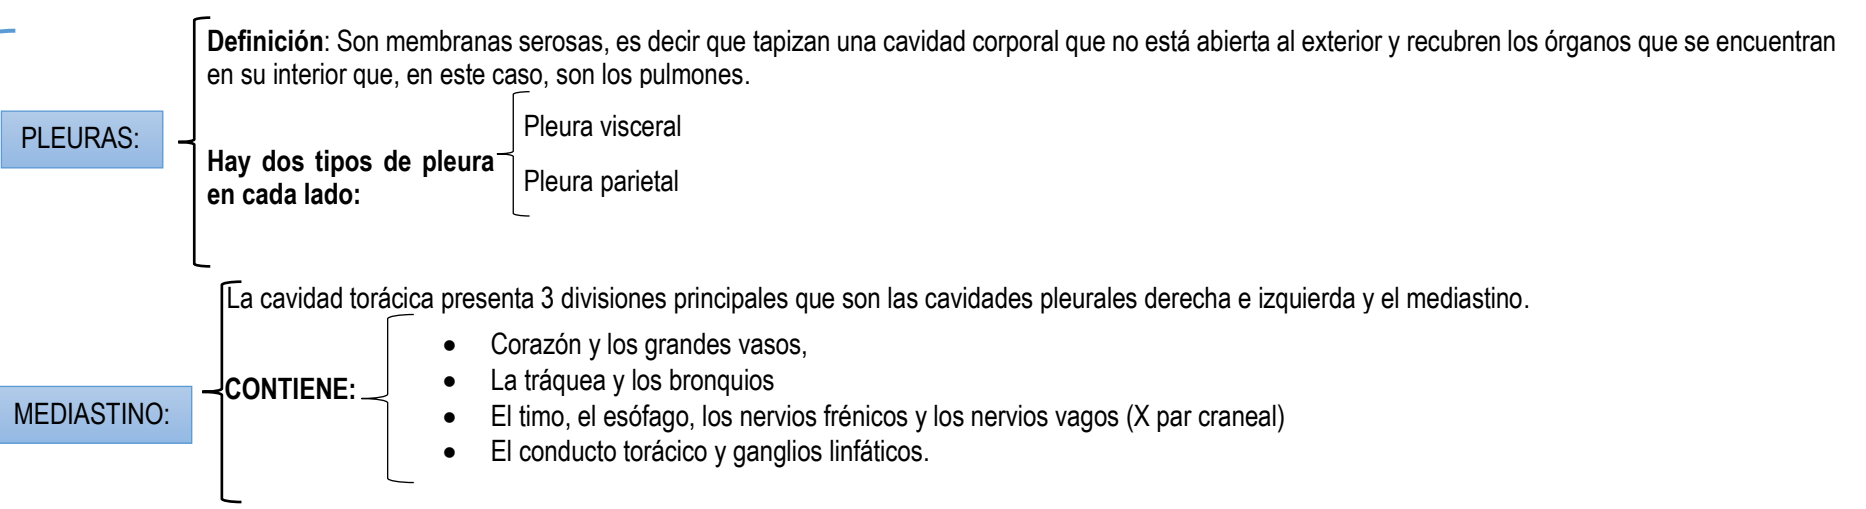 Definición: Son membranas serosas, es decir que tapizan una cavidad corporal que no está abierta al exterior y recubren los órganos que se encuentran
en su interior que, en este caso, son los pulmones.
PLEURAS:
Hay dos tipos de pleura
en cada lado:
Pleura visceral
Pleura parietal
La cavidad torácica presenta 3 divisiones principales que son las cavidades pleurales derecha e izquierda y el mediastino.
MEDIASTINO:
CONTIENE:
• Corazón y los grandes vasos,
• La tráquea y los bronquios
• El timo, el esófago, los nervios frénicos y los nervios vagos (X par craneal)
• El conducto torácico y ganglios linfáticos.